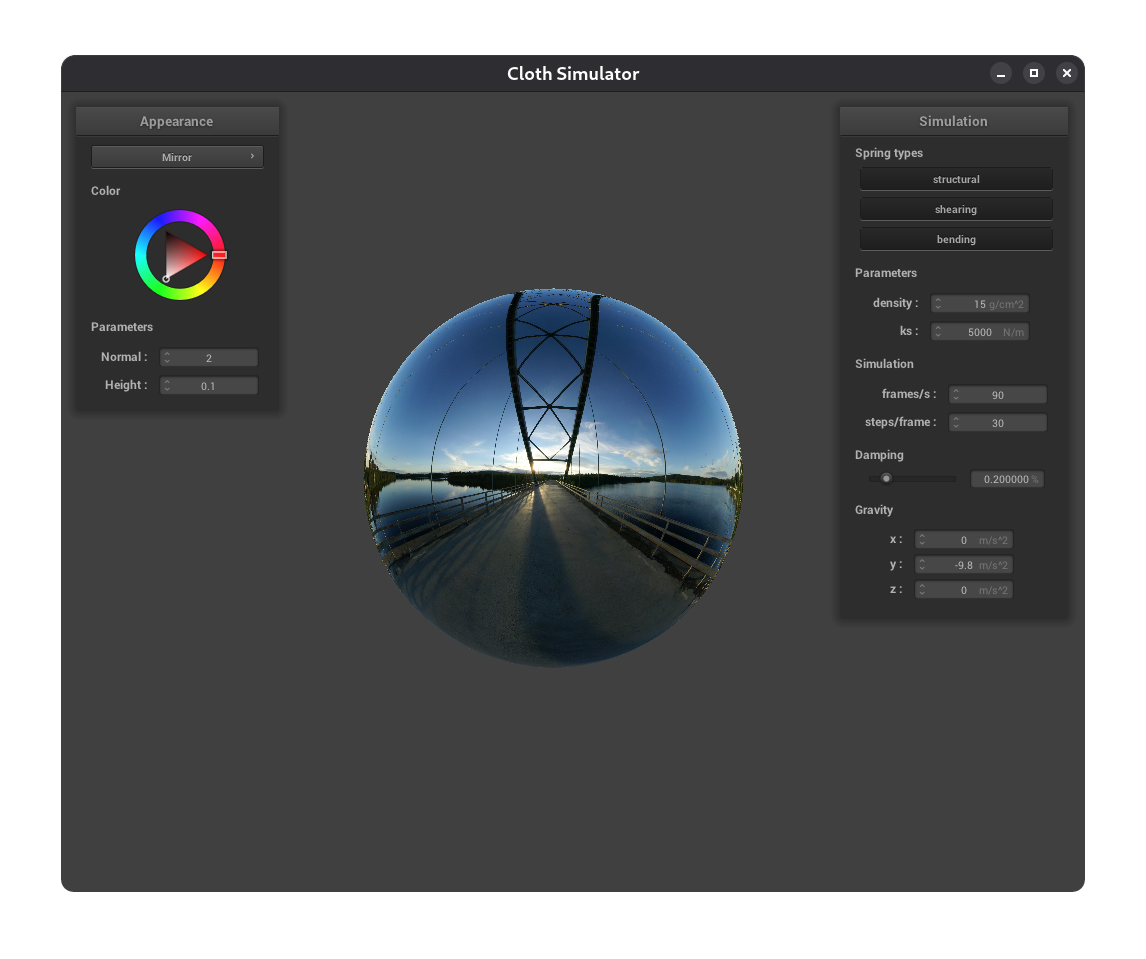 Cloth Simulator
Appearance
Mirror
Color
Parameters
Normal : 2
Height : 0.1
Simulation
Spring types
structural
shearing
bending
Parameters
density : 15 g/cm^2
ks : 5000 N/m
Simulation
frames/s : 90
steps/frame : 30
Damping
0.200000 %
Gravity
x : 0 m/s^2
y : -9.8 m/s^2
z : 0 m/s^2